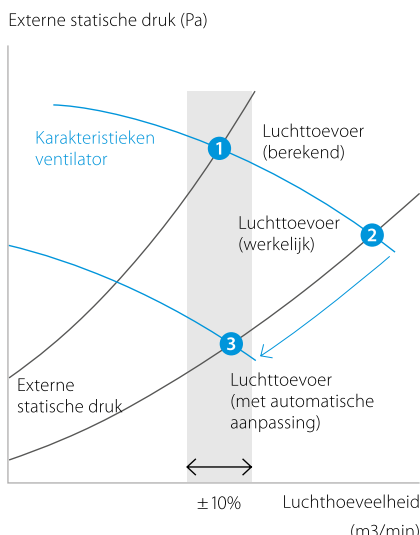 Externe statische druk (Pa)
Karakteristieken
ventilator
1
Luchttoevoer
(berekend)
Luchttoevoer
(werkelijk)
2
3
Externe
statische druk
Luchttoevoer
(met automatische
aanpassing)
±10%
Luchthoeveelheid
(m3/min)